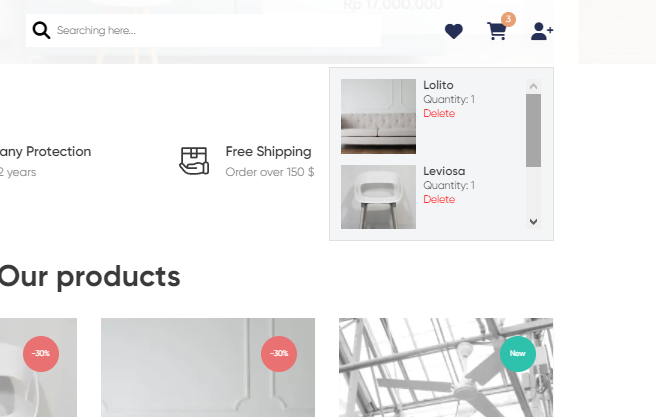 Rp 17.000.000
Searching here...
3
Lolito
Quantity: 1
Delete
Leviosa
Quantity: 1
Delete
any Protection
2 years
Free Shipping
Order over 150 $
Our products
-30%
-30%
New